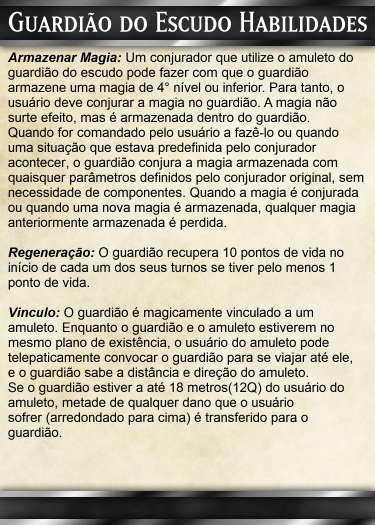 Guardião do Escudo Habilidades
Armazenar Magia: Um conjurador que utilize o amuleto do
guardião do escudo pode fazer com que o guardião
armazene uma magia de 4° nível ou inferior. Para tanto, o
usuário deve conjurar a magia no guardião. A magia não
surte efeito, mas é armazenada dentro do guardião.
Quando for comandado pelo usuário a fazê-lo ou quando
uma situação que estava predefinida pelo conjurador
acontecer, o guardião conjura a magia armazenada com
quaisquer parâmetros definidos pelo conjurador original, sem
necessidade de componentes. Quando a magia é conjurada
ou quando uma nova magia é armazenada, qualquer magia
anteriormente armazenada é perdida.
Regeneração: O guardião recupera 10 pontos de vida no
início de cada um dos seus turnos se tiver pelo menos 1
ponto de vida.
Vinculo: O guardião é magicamente vinculado a um
amuleto. Enquanto o guardião e o amuleto estiverem no
mesmo plano de existência, o usuário do amuleto pode
telepaticamente convocar o guardião para se viajar até ele,
e o guardião sabe a distância e direção do amuleto.
Se o guardião estiver a até 18 metros(12Q) do usuário do
amuleto, metade de qualquer dano que o usuário
sofrer (arredondado para cima) é transferido para o
guardião.